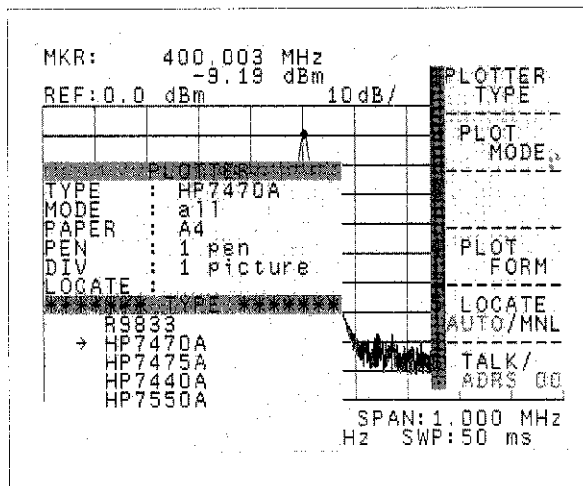 MKR: 400.003 MHz
-9.19 dBm
REF:0.0 dBm 10dB/
PLOTTER
TYPE : HP7470A
MODE : all
PAPER : A4
PEN : 1 pen
DIV : 1 picture
LOCATE :
******* TYPE *******
R9833
→ HP7470A
HP7475A
HP7440A
HP7550A
PLOTTER
TYPE
PLOT
MODE
PLOT
FORM
LOCATE
AUTO/MNL
TALK/
ADRS 00
SPAN:1.000 MHz
Hz SWP:50 ms